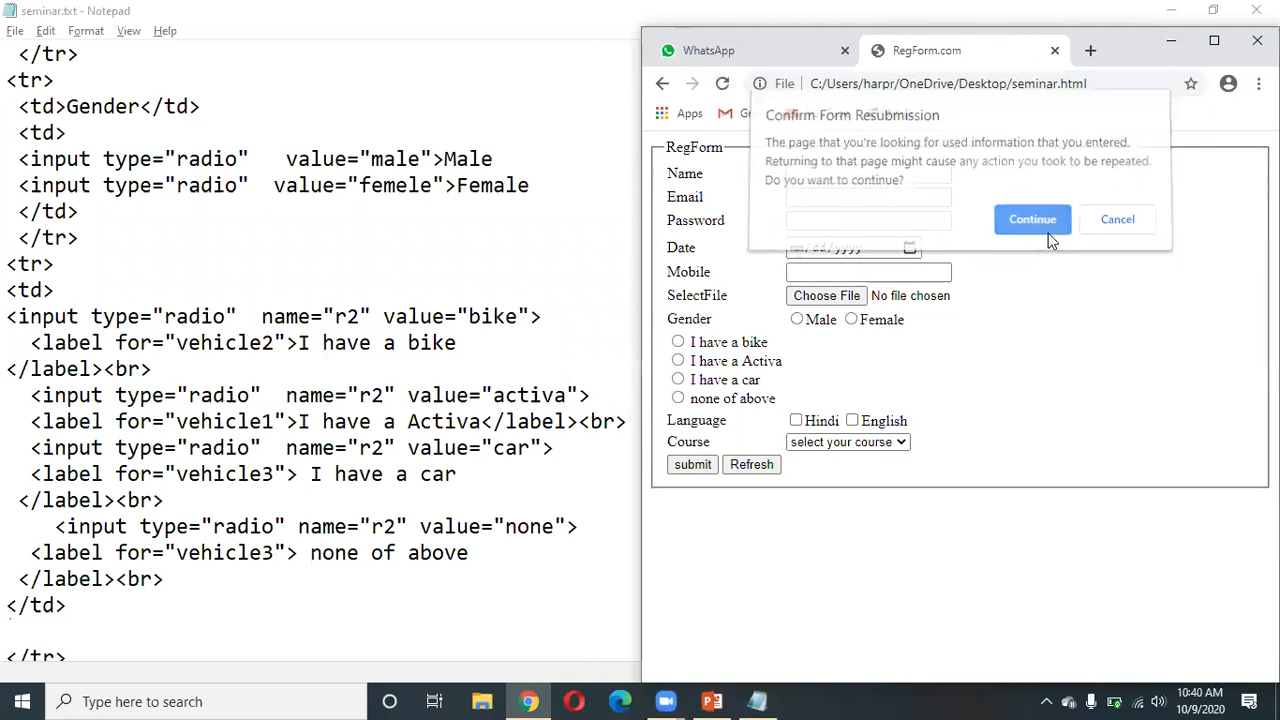 seminar.txt - Notepad
File Edit Format View Help
</tr>
<tr>
<td>Gender</td>
<td>
<input type="radio" value="male">Male
<input type="radio" value="femele">Female
</td>
</tr>
<tr>
<td>
<input type="radio" name="r2" value="bike">
<label for="vehicle2">I have a bike
</label><br>
<input type="radio" name="r2" value="activa">
<label for="vehicle1">I have a Activa</label><br>
<input type="radio" name="r2" value="car">
<label for="vehicle3"> I have a car
</label><br>
<input type="radio" name="r2" value="none">
<label for="vehicle3"> none of above
</label><br>
</td>
</tr>
WhatsApp
RegForm.com
File C:/Users/harpr/OneDrive/Desktop/seminar.html
Apps
Confirm Form Resubmission
The page that you're looking for used information that you entered.
Returning to that page might cause any action you took to be repeated.
Do you want to continue?
Continue Cancel
RegForm
Name
Email
Password
Date mm/dd/yyyy
Mobile
SelectFile Choose File No file chosen
Gender Male Female
I have a bike
I have a Activa
I have a car
none of above
Language Hindi English
Course select your course
submit Refresh
Type here to search
10:40 AM
10/9/2020